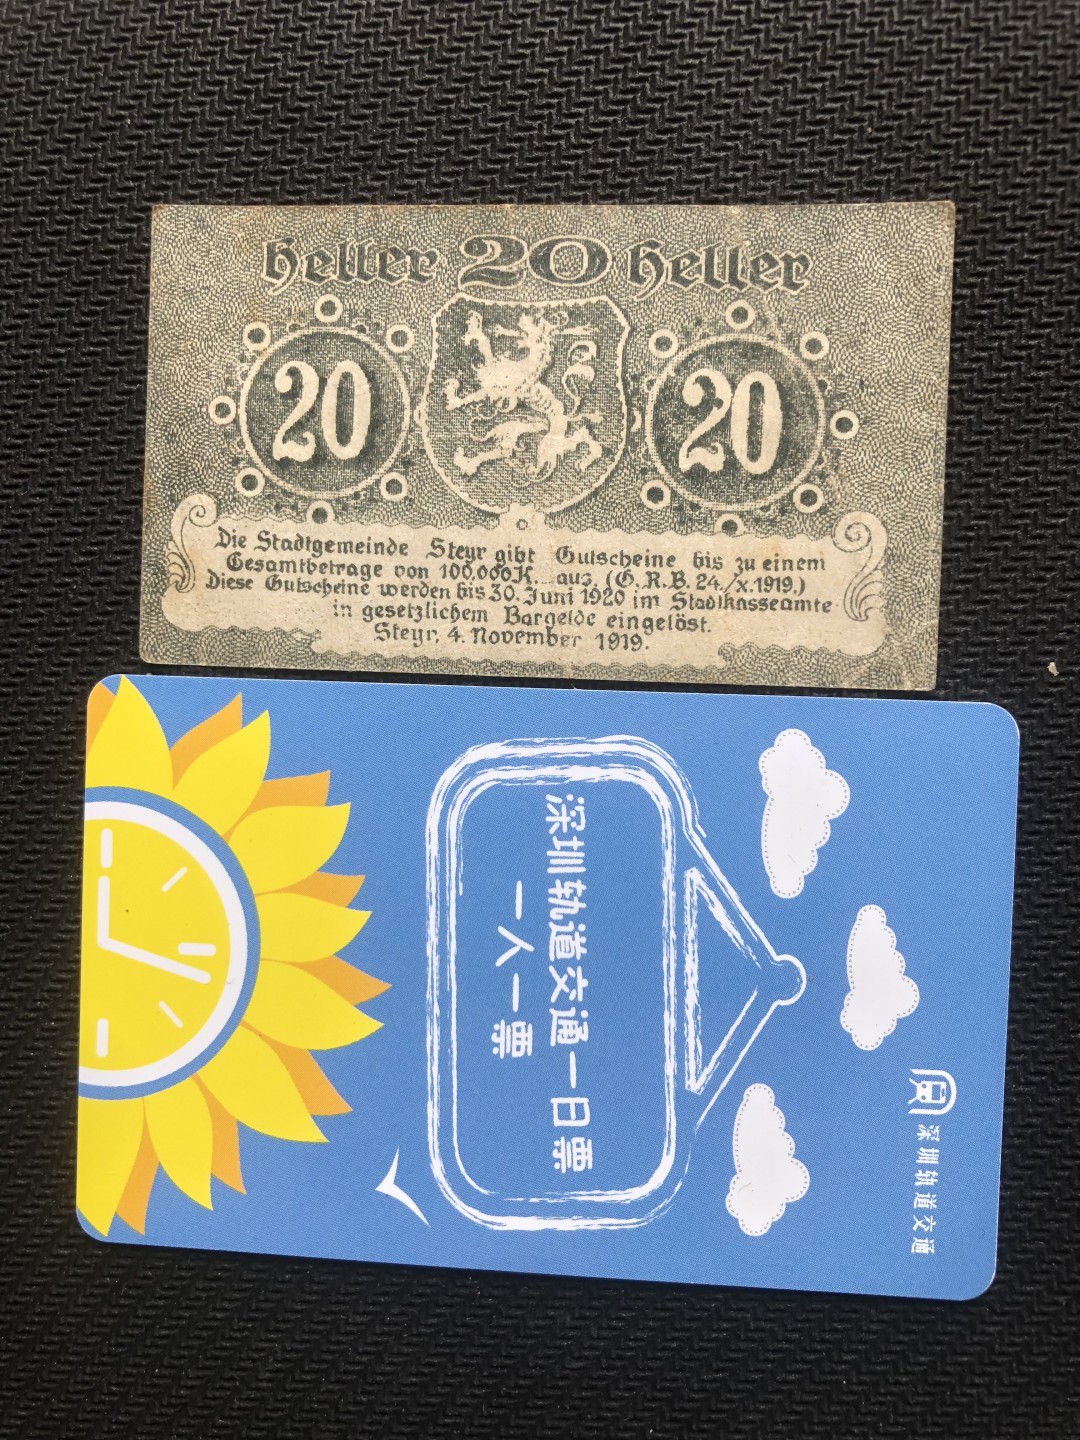 Heller 20 Heller
20
20
Die Stadtgemeinde Steyr gibt Gutscheine bis zu einem
Gesamtbetrage von 100.000K. aus. (G.R.B. 24./X.1919.)
Diese Gutscheine werden bis 30. Juni 1920 im Stadtkasseamte
in gesetzlichem Bargelde eingelöst.
Steyr, 4. November 1919.
深圳轨道交通
深圳轨道交通一日票
一人一票